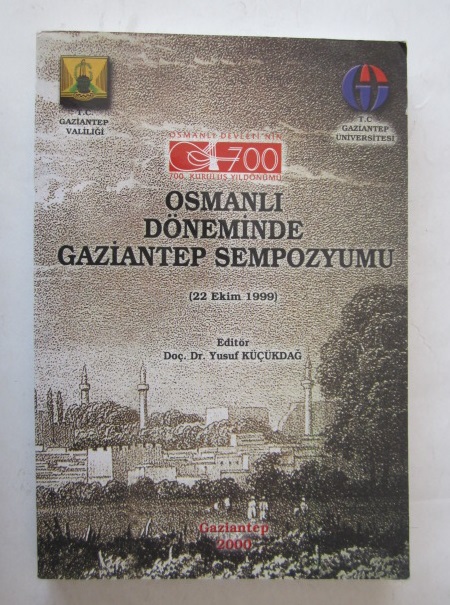 T.C.
GAZİANTEP
VALİLİĞİ
T.C
GAZİANTEP
ÜNİVERSİTESİ
OSMANLI DEVLETİ'NİN
700
700. KURULUŞ YILDÖNÜMÜ
OSMANLI
DÖNEMİNDE
GAZİANTEP SEMPOZYUMU
(22 Ekim 1999)
Editör
Doç. Dr. Yusuf KÜÇÜKDAĞ
Gaziantep
2000